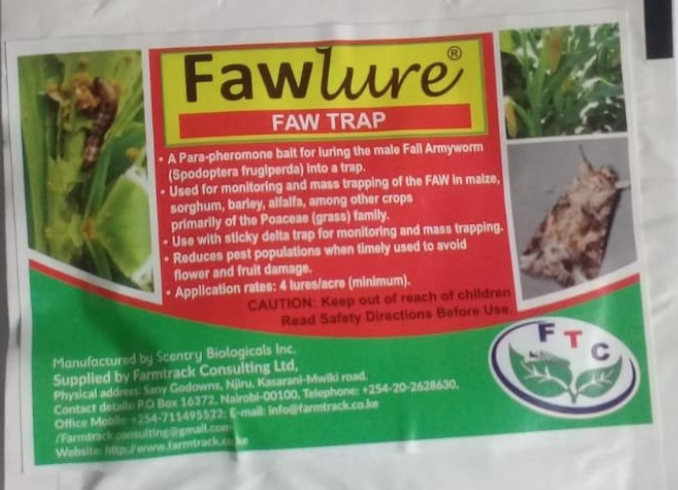 Fawlure®
FAW TRAP
• A Para-pheromone bait for luring the male Fall Armyworm
(Spodoptera frugiperda) into a trap.
• Used for monitoring and mass trapping of the FAW in maize,
sorghum, barley, alfalfa, among other crops
primarily of the Poaceae (grass) family.
• Use with sticky delta trap for monitoring and mass trapping.
• Reduces pest populations when timely used to avoid
flower and fruit damage.
• Application rates: 4 lures/acre (minimum).
CAUTION: Keep out of reach of children
Read Safety Directions Before Use.
FTC
Manufactured by Scentry Biologicals Inc.
Supplied by Farmtrack Consulting Ltd,
Physical address: Sany Godowns, Njiru, Kasarani-Mwiki road.
Contact details: P.O Box 16372, Nairobi-00100, Telephone: +254-20-2628630,
Office Mobile +254-711495522: E-mail: info@farmtrack.co.ke
/Farmtrack.consulting@gmail.com
Website: http://www.farmtrack.co.ke